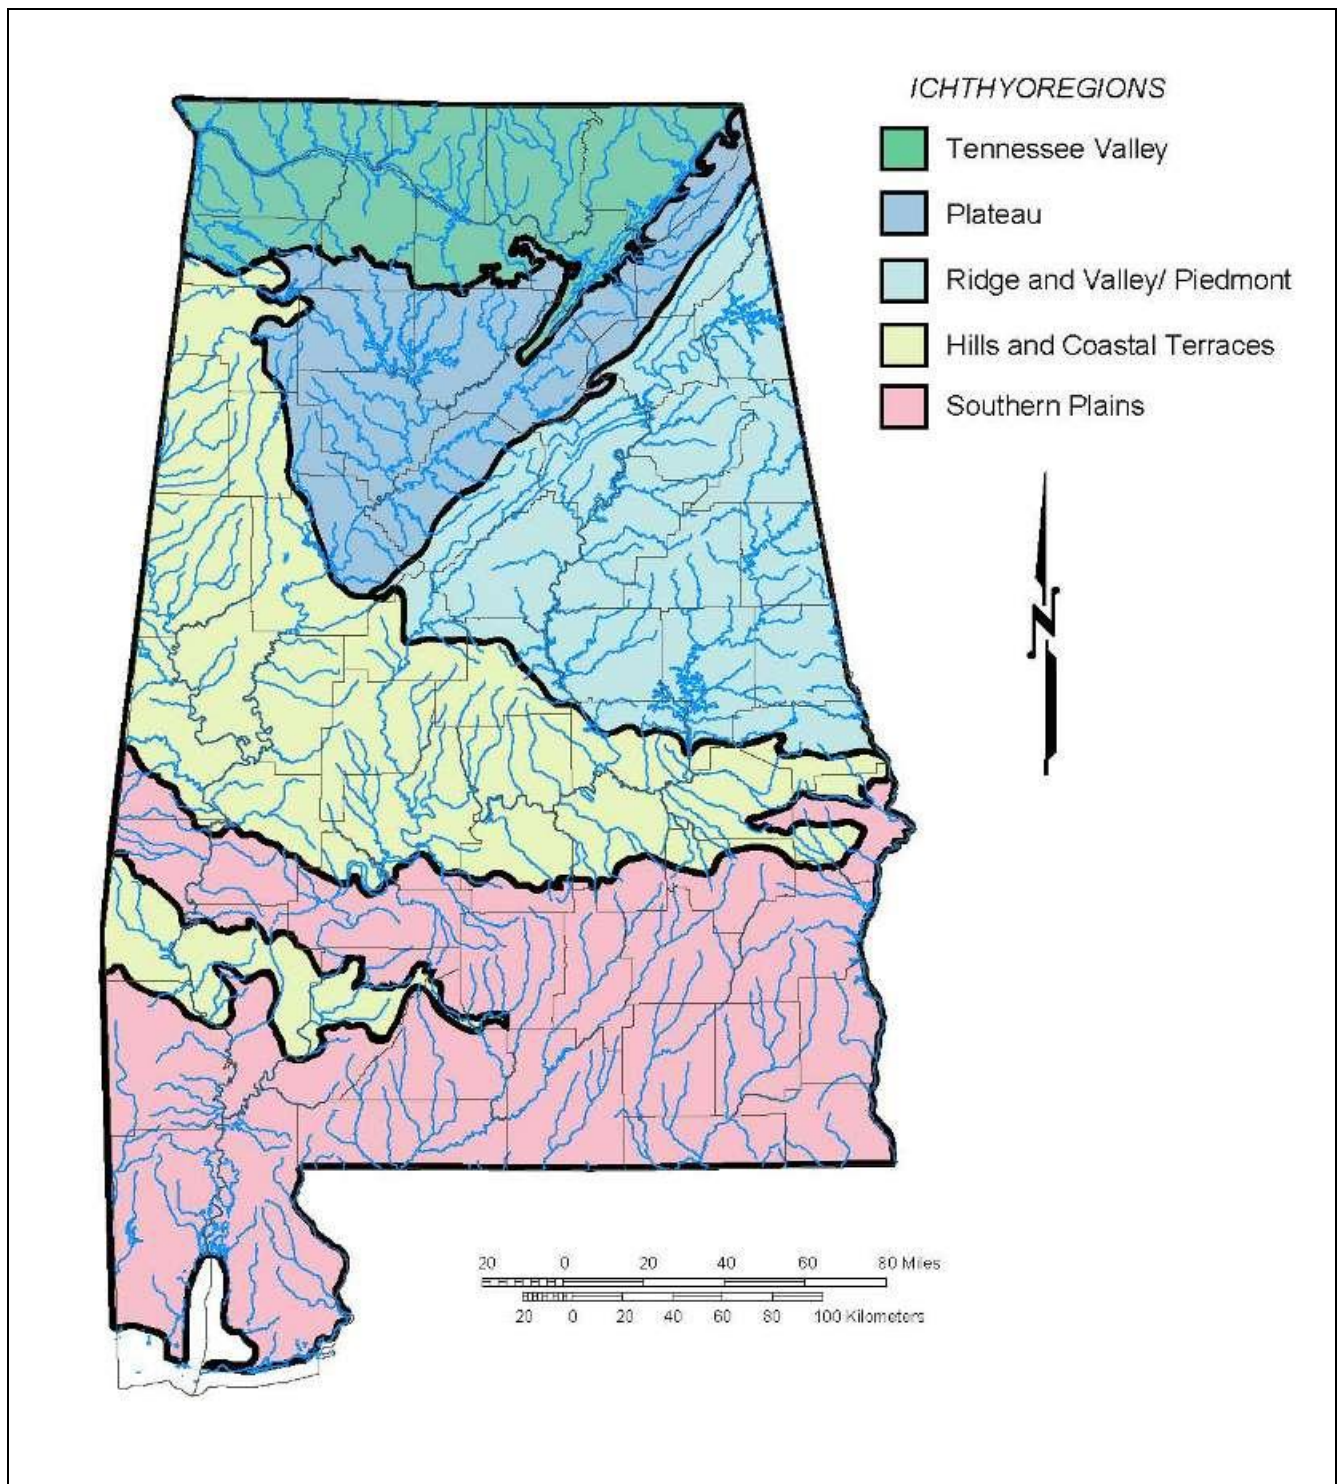 ICHTHYOREGIONS
Tennessee Valley
Plateau
Ridge and Valley/ Piedmont
Hills and Coastal Terraces
Southern Plains
N
20 0 20 40 60 80 Miles
20 0 20 40 60 80 100 Kilometers